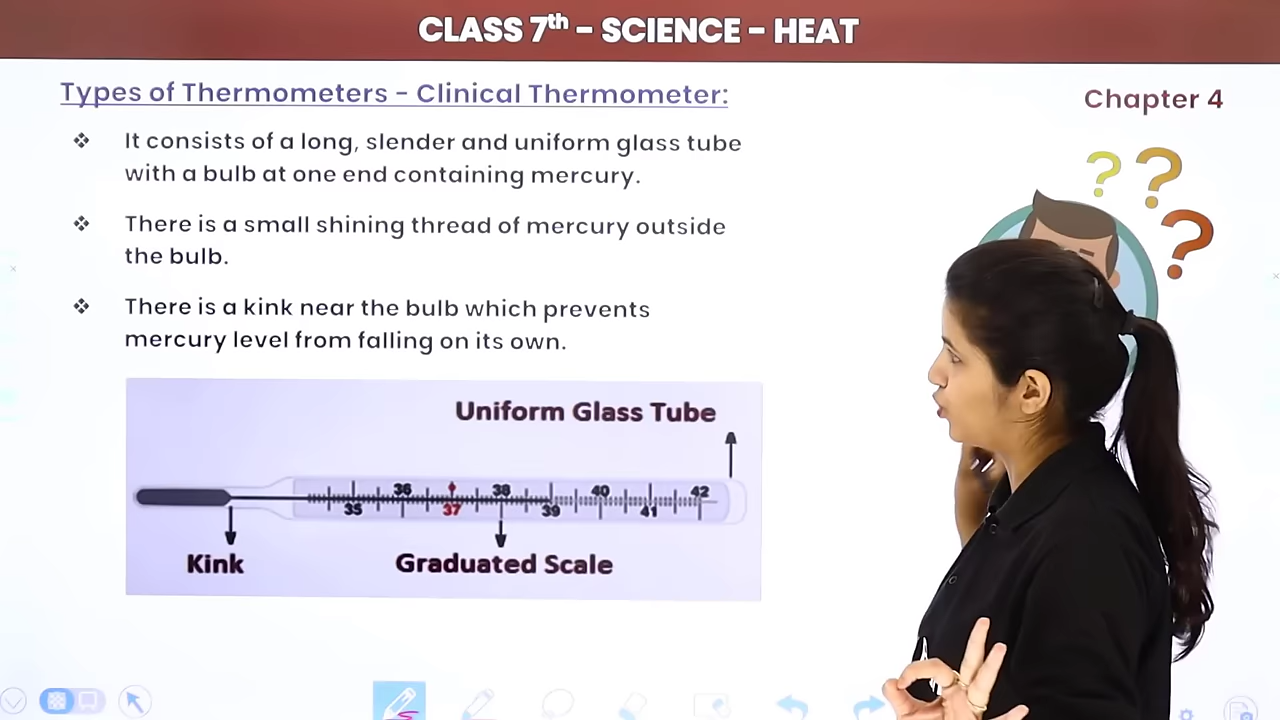 CLASS 7th - SCIENCE - HEAT
Types of Thermometers - Clinical Thermometer:
Chapter 4
❖ It consists of a long, slender and uniform glass tube
with a bulb at one end containing mercury.
❖ There is a small shining thread of mercury outside
the bulb.
❖ There is a kink near the bulb which prevents
mercury level from falling on its own.
? ? ?
Uniform Glass Tube
36 38 40 42
35 37 39 41
Kink
Graduated Scale